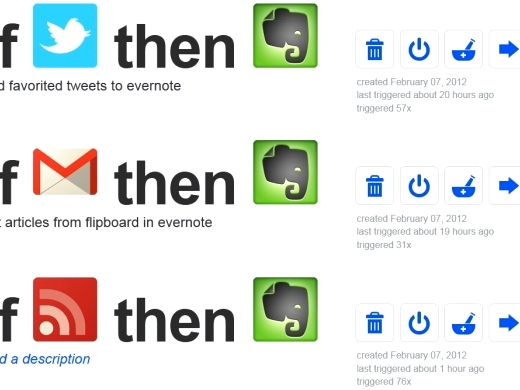 f then
created February 07, 2012
last triggered about 20 hours ago
triggered 57x
d favorited tweets to evernote
f then
created February 07, 2012
last triggered about 19 hours ago
triggered 31x
t articles from flipboard in evernote
f then
created February 07, 2012
last triggered about 1 hour ago
triggered 76x
d a description